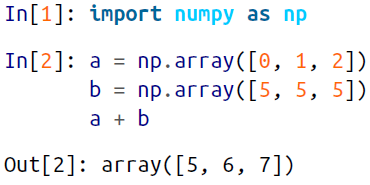 In[1]: import numpy as np
In[2]: a = np.array([0, 1, 2])
b = np.array([5, 5, 5])
a + b
Out[2]: array([5, 6, 7])